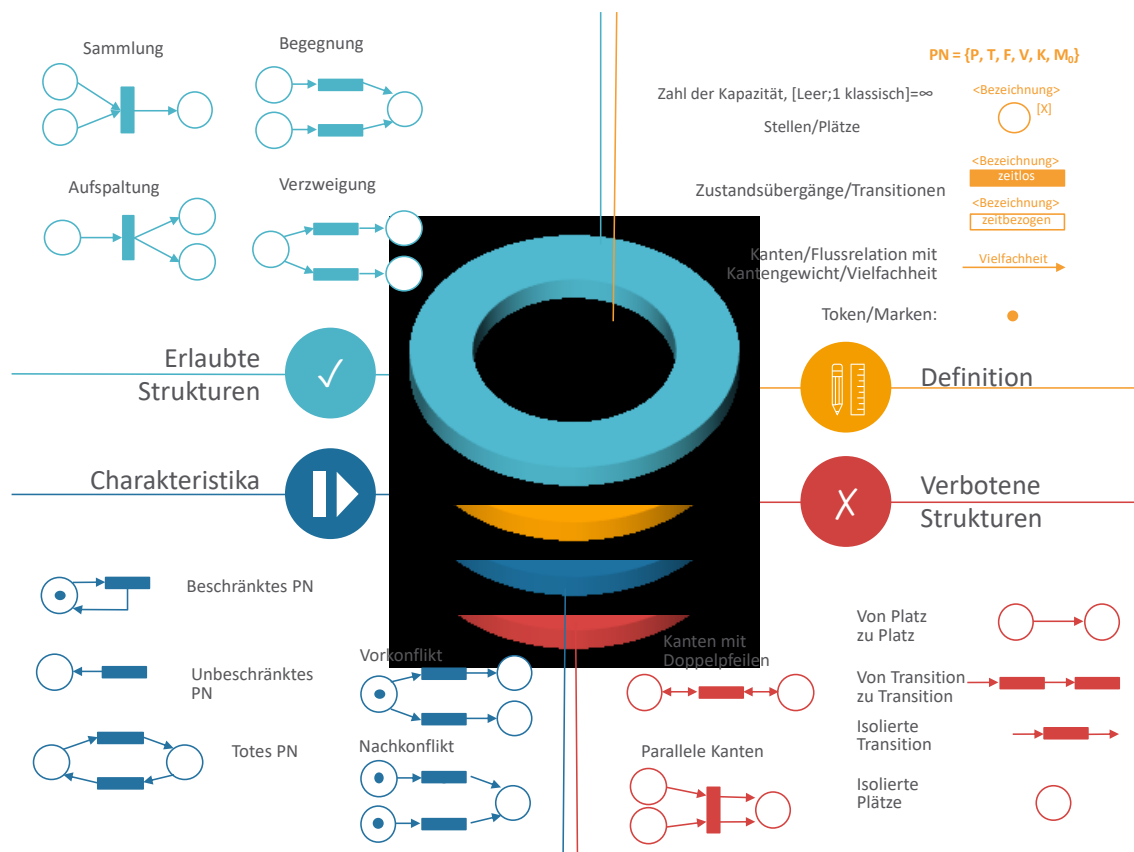 Sammlung
Begegnung
Aufspaltung
Verzweigung
PN = {P, T, F, V, K, M₀}
Zahl der Kapazität, [Leer;1 klassisch]=∞
<Bezeichnung>
[X]
Stellen/Plätze
<Bezeichnung>
Zustandsübergänge/Transitionen
zeitlos
<Bezeichnung>
zeitbezogen
Kanten/Flussrelation mit
Kantengewicht/Vielfachheit
Vielfachheit
Token/Marken:
Erlaubte
Strukturen
Definition
Charakteristika
Verbotene
Strukturen
Beschränktes PN
Unbeschränktes
PN
Totes PN
Vorkonflikt
Nachkonflikt
Kanten mit
Doppelpfeilen
Parallele Kanten
Von Platz
zu Platz
Von Transition
zu Transition
Isolierte
Transition
Isolierte
Plätze